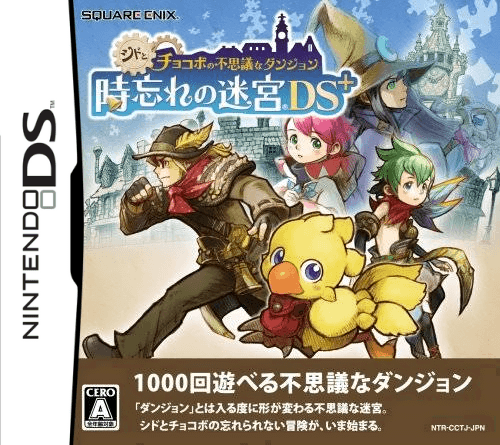 SQUARE ENIX
シドと
チョコボの不思議なダンジョン
時忘れの迷宮®DS+
NINTENDO DS™
1000回遊べる不思議なダンジョン
「ダンジョン」とは入る度に形が変わる不思議な迷宮。
シドとチョコボの忘れられない冒険が、いま始まる。
CERO
A
全年齢対象
NTR-CCTJ-JPN